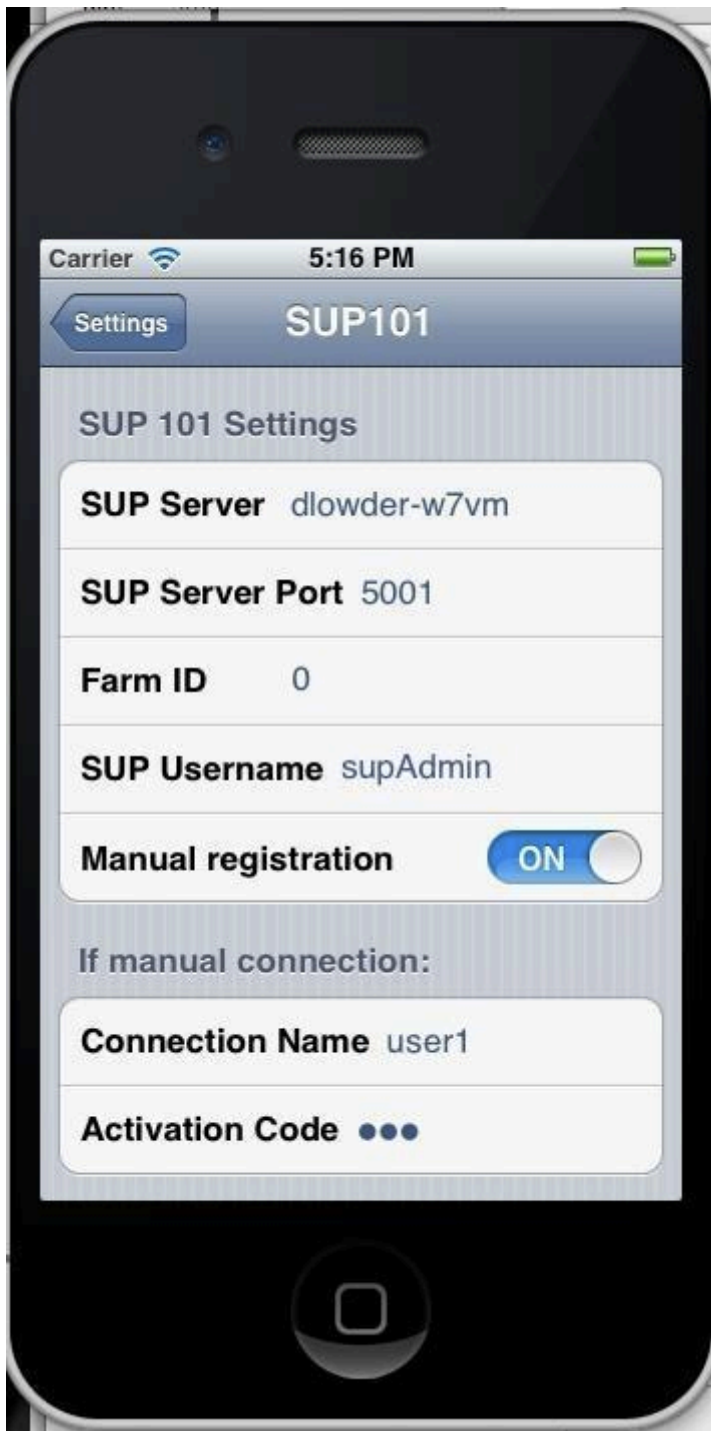 Carrier 5:16 PM
Settings SUP101
SUP 101 Settings
SUP Server dlowder-w7vm
SUP Server Port 5001
Farm ID 0
SUP Username supAdmin
Manual registration ON
If manual connection:
Connection Name user1
Activation Code •••